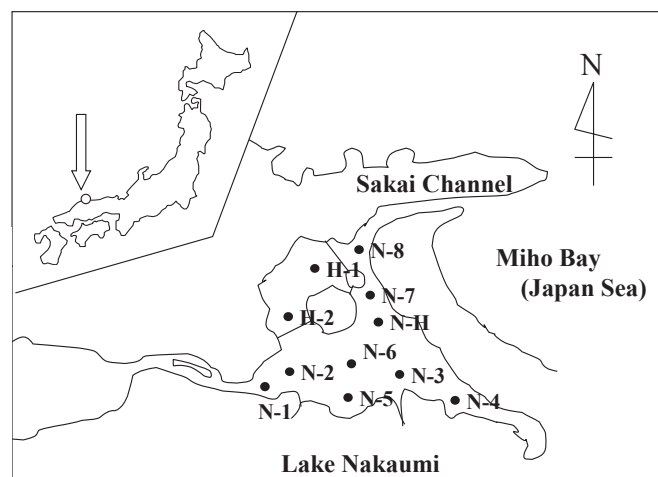 N
Sakai Channel
N-8
Miho Bay
(Japan Sea)
H-1
N-7
H-2
N-H
N-6
N-2
N-3
N-1
N-5
N-4
Lake Nakaumi